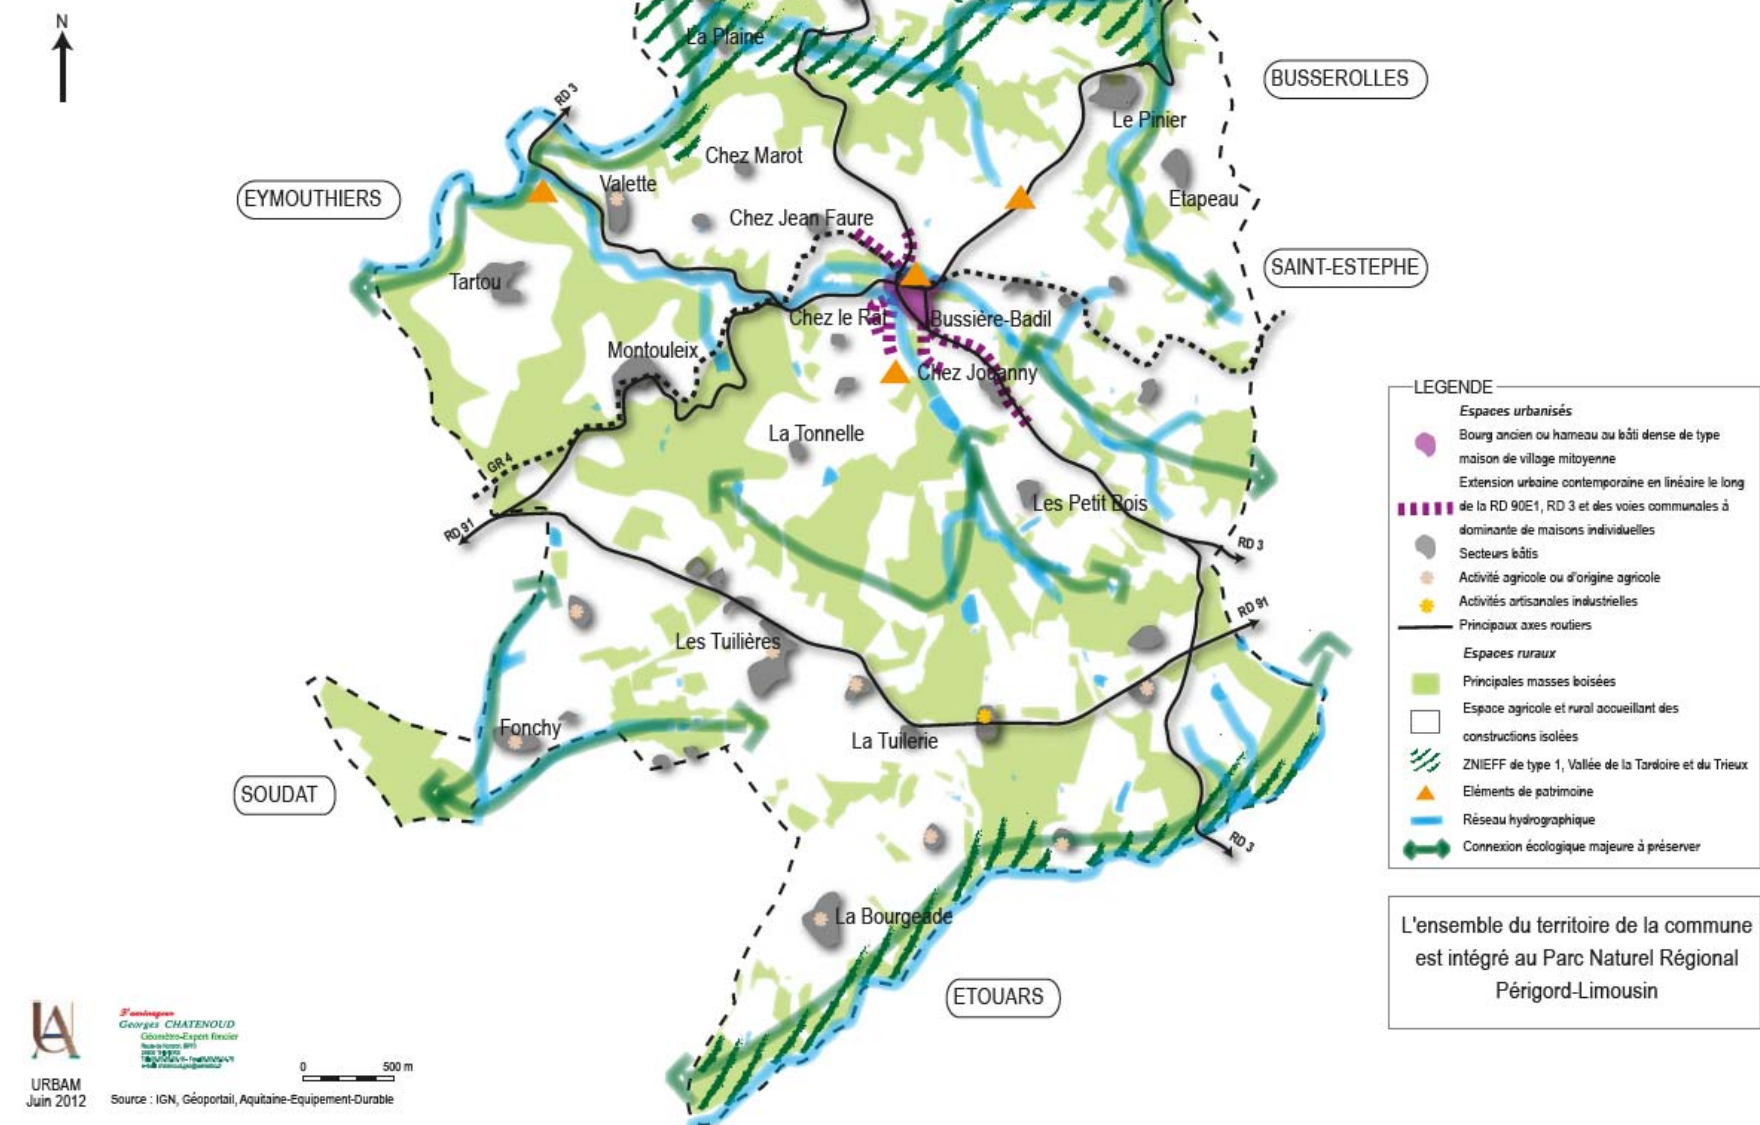 N
La Plaine
BUSSEROLLES
RD 3
Le Pinier
Chez Marot
EYMOUTHIERS
Valette
Etapeau
Chez Jean Faure
SAINT-ESTEPHE
Tartou
Chez le Rat
Bussière-Badil
Montouleix
Chez Jouanny
La Tonnelle
GR 4
Les Petit Bois
RD 91
RD 3
RD 91
Les Tuilières
Fonchy
La Tuilerie
SOUDAT
RD 3
La Bourgeade
ETOUARS
LEGENDE
Espaces urbanisés
Bourg ancien ou hameau au bâti dense de type
maison de village mitoyenne
Extension urbaine contemporaine en linéaire le long
de la RD 90E1, RD 3 et des voies communales à
dominante de maisons individuelles
Secteurs bâtis
Activité agricole ou d'origine agricole
Activités artisanales industrielles
Principaux axes routiers
Espaces ruraux
Principales masses boisées
Espace agricole et rural accueillant des
constructions isolées
ZNIEFF de type 1, Vallée de la Tardoire et du Trieux
Eléments de patrimoine
Réseau hydrographique
Connexion écologique majeure à préserver
L'ensemble du territoire de la commune
est intégré au Parc Naturel Régional
Périgord-Limousin
UA
URBAM
Juin 2012
Georges CHATENOUD
Géomètre-Expert foncier
0 500 m
Source : IGN, Géoportail, Aquitaine-Equipement-Durable